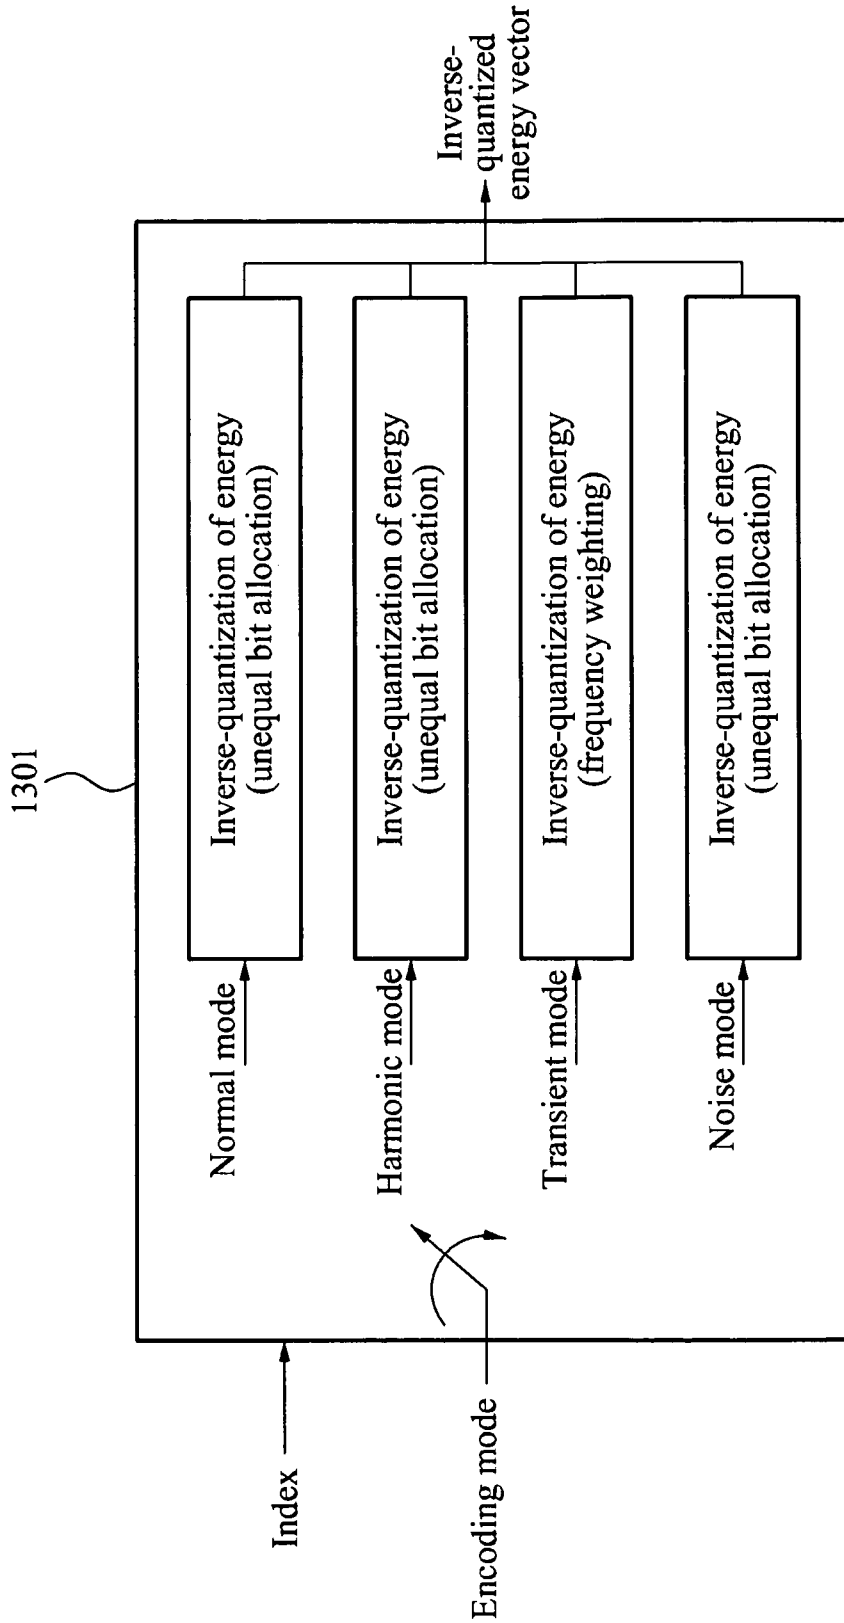 1301
Index
Encoding mode
Normal mode
Inverse-quantization of energy
(unequal bit allocation)
Harmonic mode
Inverse-quantization of energy
(unequal bit allocation)
Transient mode
Inverse-quantization of energy
(frequency weighting)
Noise mode
Inverse-quantization of energy
(unequal bit allocation)
Inverse-
quantized
energy vector